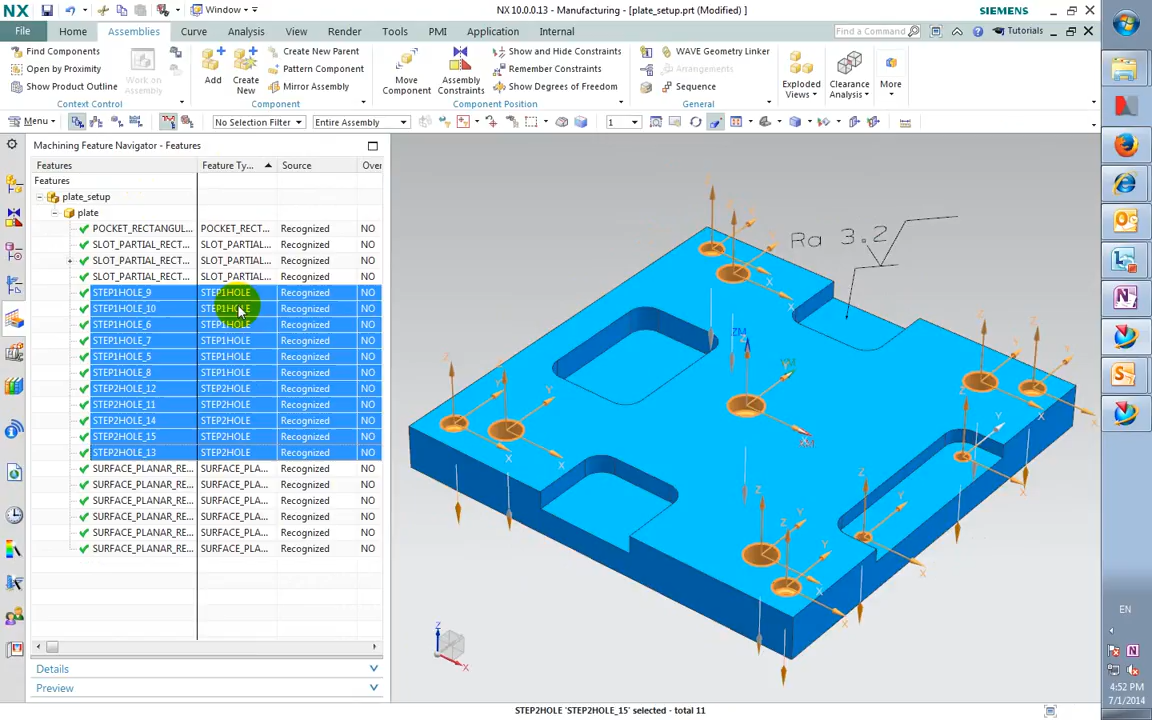 NX
Window
NX 10.0.0.13 - Manufacturing - [plate_setup.prt (Modified) ]
SIEMENS
File
Home
Assemblies
Curve
Analysis
View
Render
Tools
PMI
Application
Internal
Find a Command
Tutorials
Find Components
Open by Proximity
Show Product Outline
Work on Assembly
Context Control
Add
Create New
Create New Parent
Pattern Component
Mirror Assembly
Component
Move Component
Assembly Constraints
Show and Hide Constraints
Remember Constraints
Show Degrees of Freedom
Component Position
WAVE Geometry Linker
Arrangements
Sequence
General
Exploded Views
Clearance Analysis
More
Menu
No Selection Filter
Entire Assembly
1
Machining Feature Navigator - Features
Features Feature Ty... Source Over
Features
plate_setup
plate
POCKET_RECTANGUL... POCKET_RECT... Recognized NO
SLOT_PARTIAL_RECT... SLOT_PARTIAL... Recognized NO
SLOT_PARTIAL_RECT... SLOT_PARTIAL... Recognized NO
SLOT_PARTIAL_RECT... SLOT_PARTIAL... Recognized NO
STEP1HOLE_9 STEP1HOLE Recognized NO
STEP1HOLE_10 STEP1HOLE Recognized NO
STEP1HOLE_6 STEP1HOLE Recognized NO
STEP1HOLE_7 STEP1HOLE Recognized NO
STEP1HOLE_5 STEP1HOLE Recognized NO
STEP1HOLE_8 STEP1HOLE Recognized NO
STEP2HOLE_12 STEP2HOLE Recognized NO
STEP2HOLE_11 STEP2HOLE Recognized NO
STEP2HOLE_14 STEP2HOLE Recognized NO
STEP2HOLE_15 STEP2HOLE Recognized NO
STEP2HOLE_13 STEP2HOLE Recognized NO
SURFACE_PLANAR_RE... SURFACE_PLA... Recognized NO
SURFACE_PLANAR_RE... SURFACE_PLA... Recognized NO
SURFACE_PLANAR_RE... SURFACE_PLA... Recognized NO
SURFACE_PLANAR_RE... SURFACE_PLA... Recognized NO
SURFACE_PLANAR_RE... SURFACE_PLA... Recognized NO
SURFACE_PLANAR_RE... SURFACE_PLA... Recognized NO
Details
Preview
Ra 3.2
ZM
Z
X
STEP2HOLE 'STEP2HOLE_15' selected - total 11
EN
4:52 PM
7/1/2014